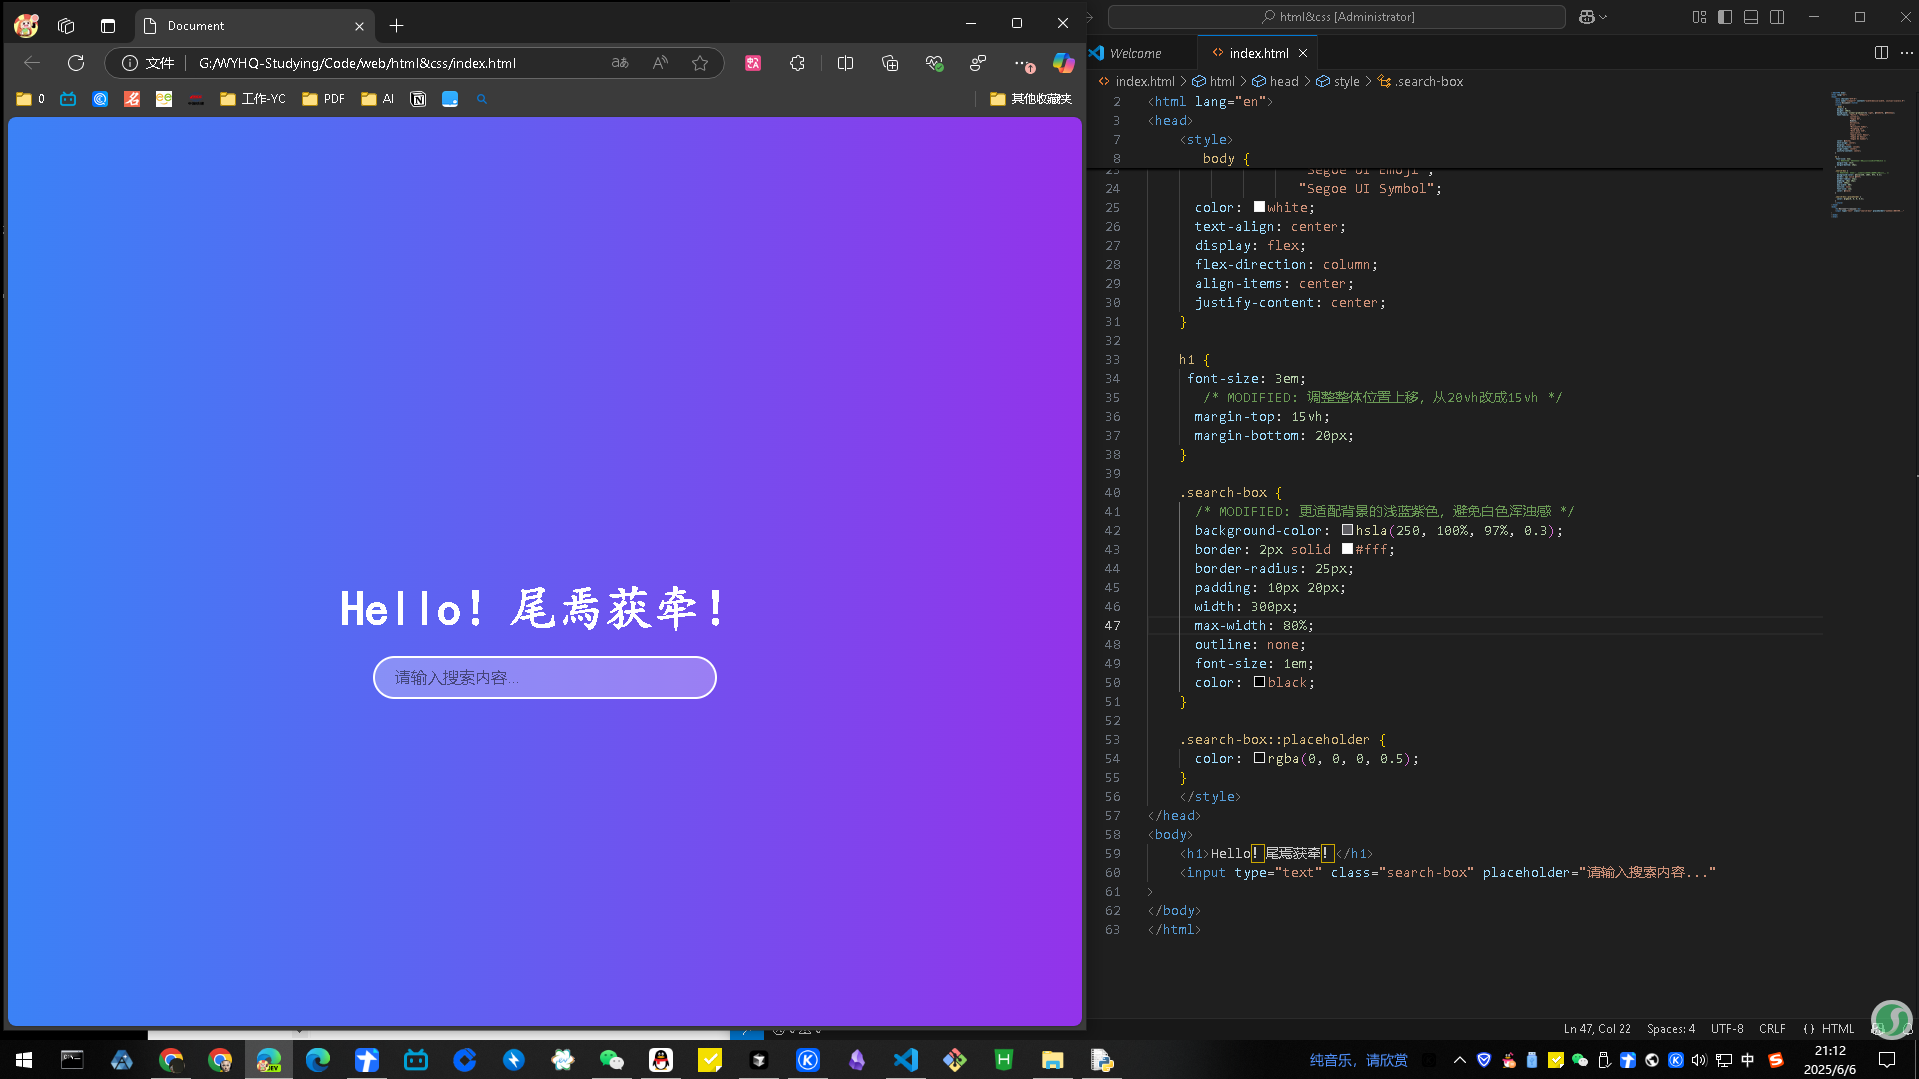 Document
文件
G:/WYHQ-Studying/Code/web/html&css/index.html
0
工作-YC
PDF
AI
其他收藏夹
Hello! 尾焉获牵!
请输入搜索内容...
html&css [Administrator]
Welcome
index.html
index.html > html > head > style > .search-box
2 <html lang="en">
3 <head>
7 <style>
8 body {
23 "Segoe UI Emoji",
24 "Segoe UI Symbol";
25 color: white;
26 text-align: center;
27 display: flex;
28 flex-direction: column;
29 align-items: center;
30 justify-content: center;
31 }
32
33 h1 {
34 font-size: 3em;
35 /* MODIFIED: 调整整体位置上移，从20vh改成15vh */
36 margin-top: 15vh;
37 margin-bottom: 20px;
38 }
39
40 .search-box {
41 /* MODIFIED: 更适配背景的浅蓝紫色，避免白色浑浊感 */
42 background-color: hsla(250, 100%, 97%, 0.3);
43 border: 2px solid #fff;
44 border-radius: 25px;
45 padding: 10px 20px;
46 width: 300px;
47 max-width: 80%;
48 outline: none;
49 font-size: 1em;
50 color: black;
51 }
52
53 .search-box::placeholder {
54 color: rgba(0, 0, 0, 0.5);
55 }
56 </style>
57 </head>
58 <body>
59 <h1>Hello！尾焉获牵！</h1>
60 <input type="text" class="search-box" placeholder="请输入搜索内容..."
61 >
62 </body>
63 </html>
Ln 47, Col 22 Spaces: 4 UTF-8 CRLF {} HTML
纯音乐，请欣赏
中
21:12
2025/6/6